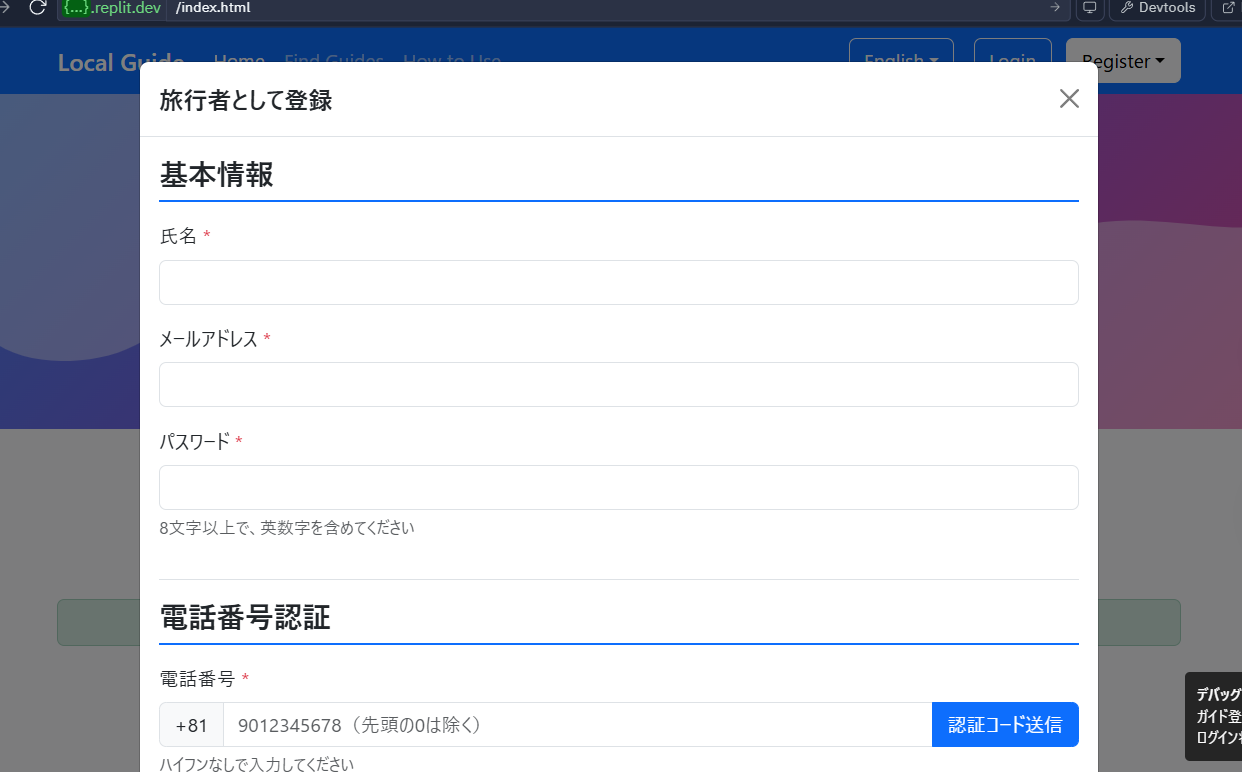 {...}.replit.dev /index.html Devtools
Local Guide Home Find Guides How to Use English Login Register
旅行者として登録
基本情報
氏名 *
メールアドレス *
パスワード *
8文字以上で、英数字を含めてください
電話番号認証
電話番号 *
+81 9012345678（先頭の0は除く） 認証コード送信
ハイフンなしで入力してください
デバッグ
ガイド登
ログイン